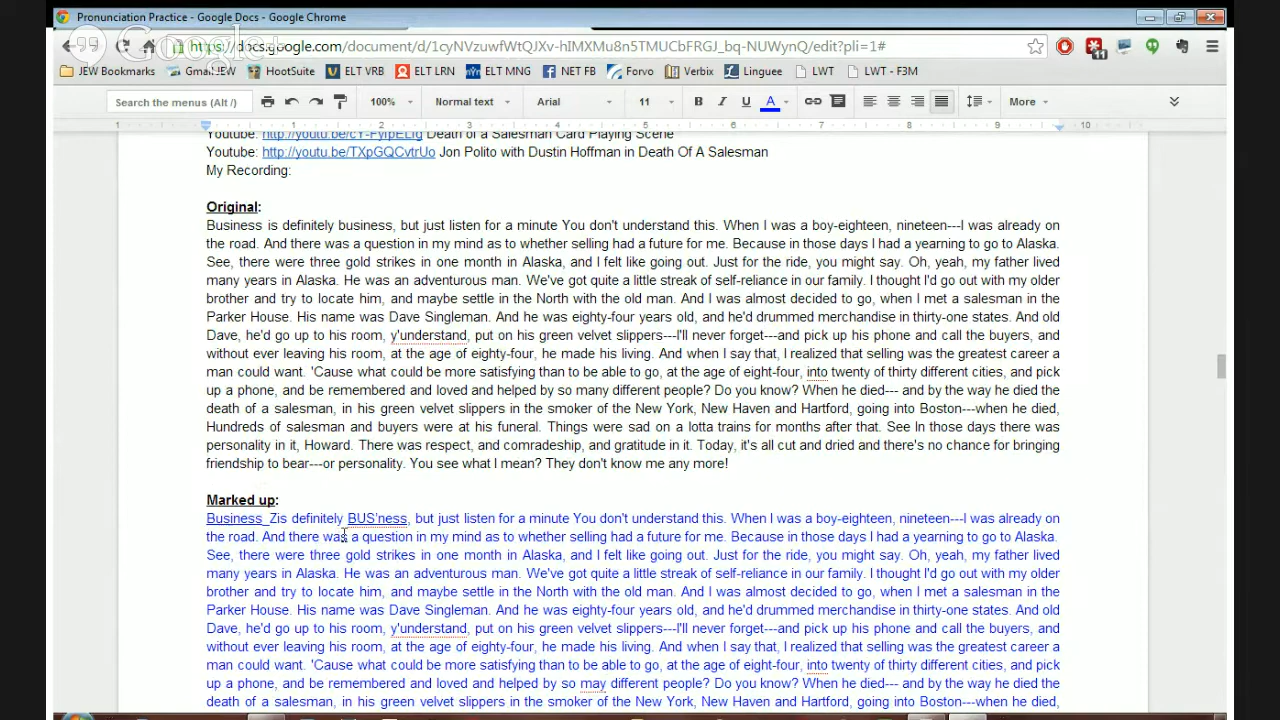 Pronunciation Practice - Google Docs - Google Chrome
Google+
https://docs.google.com/document/d/1cyNVzuwfWtQJXv-hIMXMu8n5TMUCbFRGJ_bq-NUWynQ/edit?pli=1#
11
JEW Bookmarks Gmail JEW HootSuite ELT VRB ELT LRN ELT MNG NET FB Forvo Verbix Linguee LWT LWT - F3M
Search the menus (Alt /) 100% Normal text Arial 11 B I U A More
1 1 2 3 4 5 6 7 8 9 10
Youtube: http://youtu.be/cY-FyIpELIg Death of a Salesman Card Playing Scene
Youtube: http://youtu.be/TXpGQCvtrUo Jon Polito with Dustin Hoffman in Death Of A Salesman
My Recording:
Original:
Business is definitely business, but just listen for a minute You don't understand this. When I was a boy-eighteen, nineteen---I was already on
the road. And there was a question in my mind as to whether selling had a future for me. Because in those days I had a yearning to go to Alaska.
See, there were three gold strikes in one month in Alaska, and I felt like going out. Just for the ride, you might say. Oh, yeah, my father lived
many years in Alaska. He was an adventurous man. We've got quite a little streak of self-reliance in our family. I thought I'd go out with my older
brother and try to locate him, and maybe settle in the North with the old man. And I was almost decided to go, when I met a salesman in the
Parker House. His name was Dave Singleman. And he was eighty-four years old, and he'd drummed merchandise in thirty-one states. And old
Dave, he'd go up to his room, y'understand, put on his green velvet slippers---I'll never forget---and pick up his phone and call the buyers, and
without ever leaving his room, at the age of eighty-four, he made his living. And when I say that, I realized that selling was the greatest career a
man could want. 'Cause what could be more satisfying than to be able to go, at the age of eight-four, into twenty of thirty different cities, and pick
up a phone, and be remembered and loved and helped by so many different people? Do you know? When he died--- and by the way he died the
death of a salesman, in his green velvet slippers in the smoker of the New York, New Haven and Hartford, going into Boston---when he died,
Hundreds of salesman and buyers were at his funeral. Things were sad on a lotta trains for months after that. See In those days there was
personality in it, Howard. There was respect, and comradeship, and gratitude in it. Today, it's all cut and dried and there's no chance for bringing
friendship to bear---or personality. You see what I mean? They don't know me any more!
Marked up:
Business_Zis definitely BUS'ness, but just listen for a minute You don't understand this. When I was a boy-eighteen, nineteen---I was already on
the road. And there was a question in my mind as to whether selling had a future for me. Because in those days I had a yearning to go to Alaska.
See, there were three gold strikes in one month in Alaska, and I felt like going out. Just for the ride, you might say. Oh, yeah, my father lived
many years in Alaska. He was an adventurous man. We've got quite a little streak of self-reliance in our family. I thought I'd go out with my older
brother and try to locate him, and maybe settle in the North with the old man. And I was almost decided to go, when I met a salesman in the
Parker House. His name was Dave Singleman. And he was eighty-four years old, and he'd drummed merchandise in thirty-one states. And old
Dave, he'd go up to his room, y'understand, put on his green velvet slippers---I'll never forget---and pick up his phone and call the buyers, and
without ever leaving his room, at the age of eighty-four, he made his living. And when I say that, I realized that selling was the greatest career a
man could want. 'Cause what could be more satisfying than to be able to go, at the age of eight-four, into twenty of thirty different cities, and pick
up a phone, and be remembered and loved and helped by so may different people? Do you know? When he died--- and by the way he died the
death of a salesman, in his green velvet slippers in the smoker of the New York, New Haven and Hartford, going into Boston---when he died,